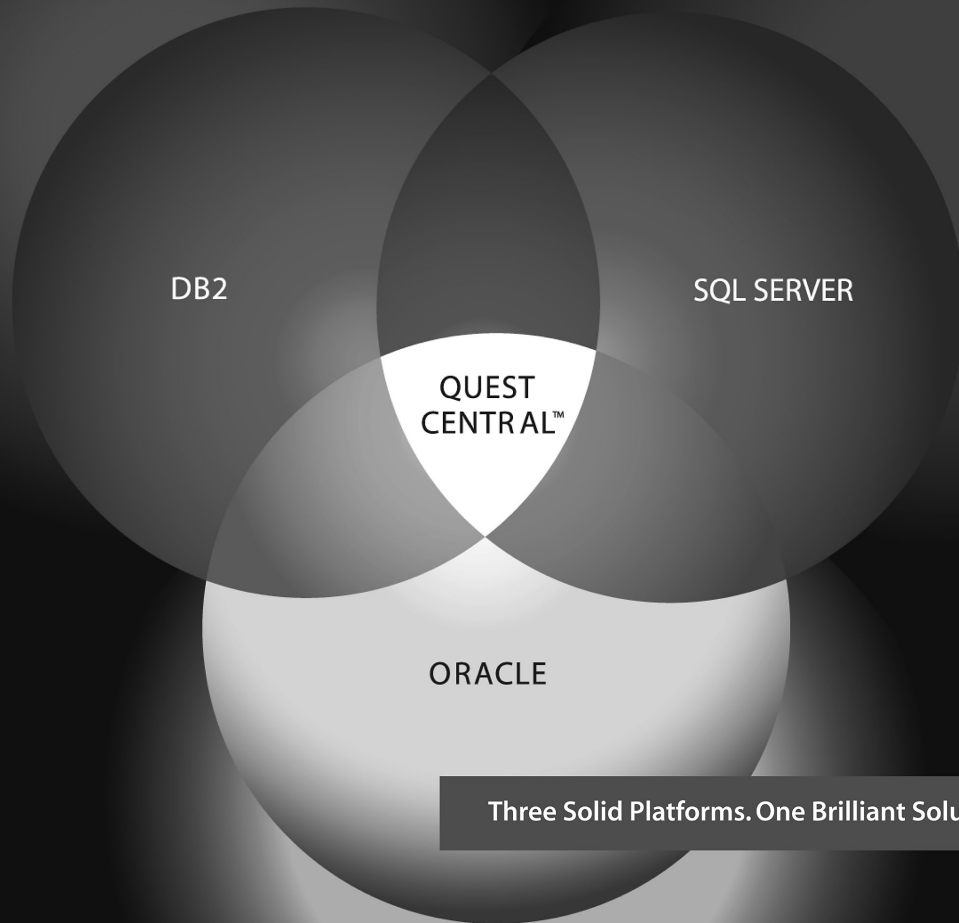 DB2
SQL SERVER
QUEST
CENTRAL™
ORACLE
Three Solid Platforms. One Brilliant Solu